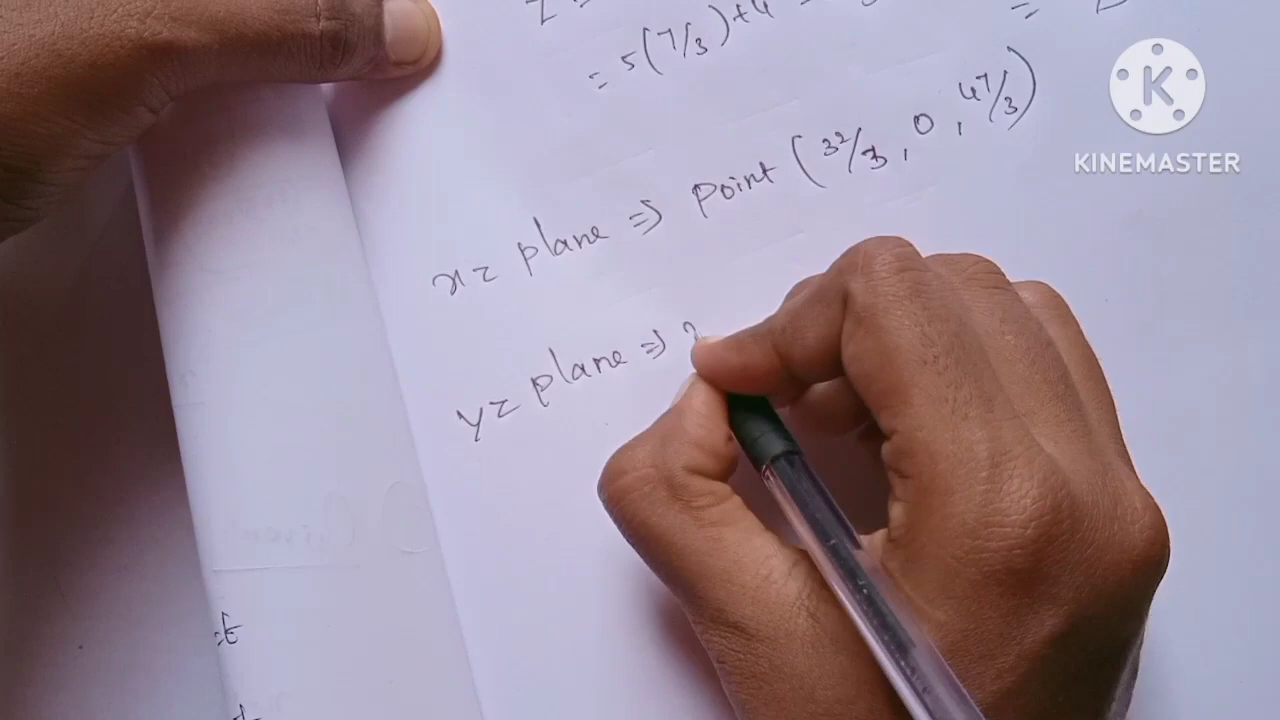 = 5(7/3)+4
xz plane => point (32/3, 0, 47/3)
yz plane =>
KINEMASTER